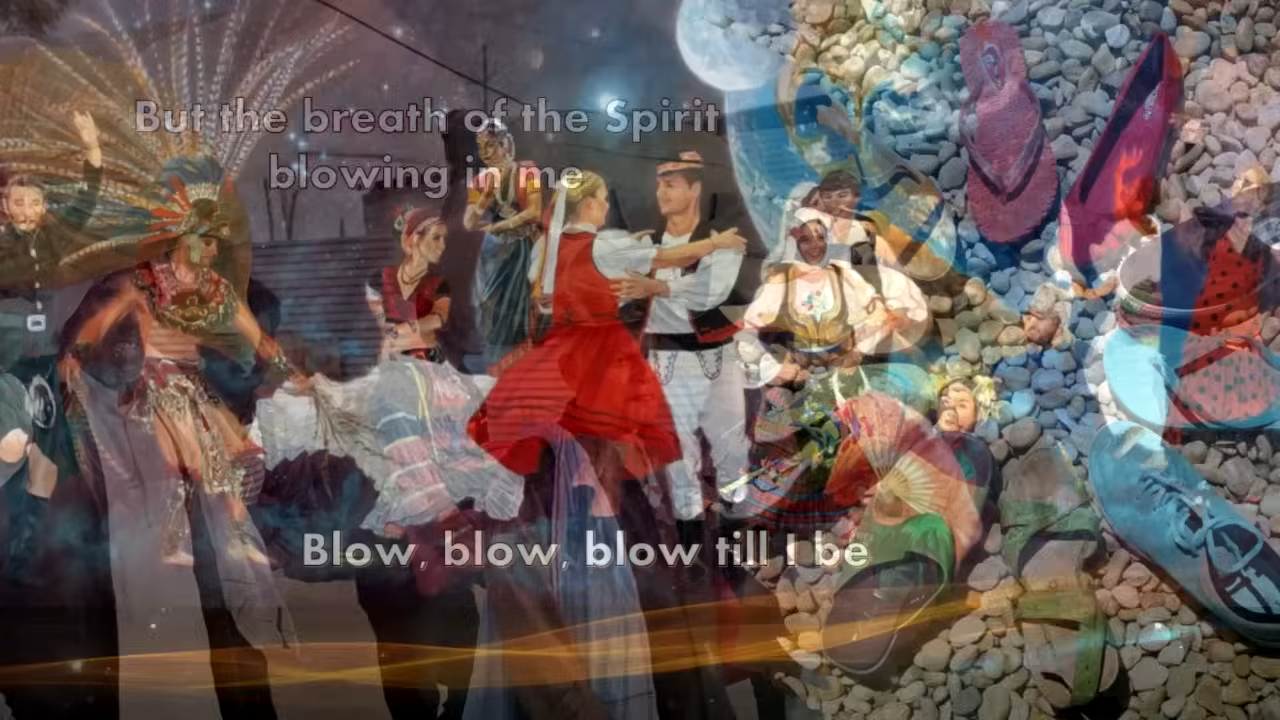 But the breath of the Spirit
blowing in me
Blow, blow, blow till I be